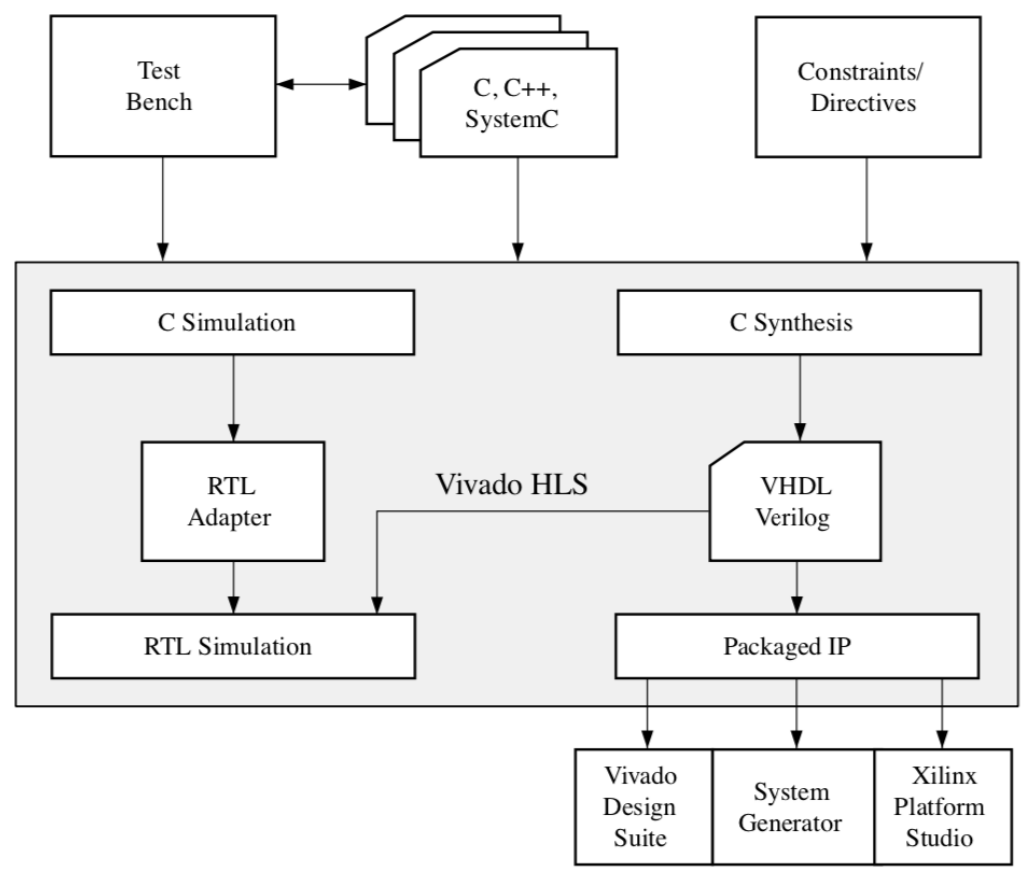 Test
Bench
C, C++,
SystemC
Constraints/
Directives
C Simulation
C Synthesis
RTL
Adapter
Vivado HLS
VHDL
Verilog
RTL Simulation
Packaged IP
Vivado
Design
Suite
System
Generator
Xilinx
Platform
Studio